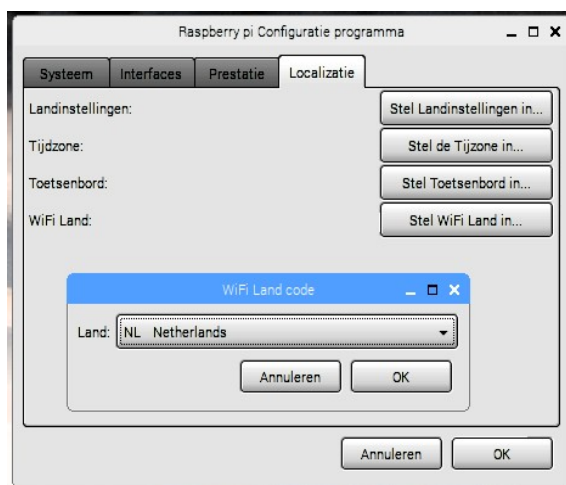 Raspberry pi Configuratie programma
Systeem Interfaces Prestatie Localizatie
Landinstellingen: Stel Landinstellingen in...
Tijdzone: Stel de Tijzone in...
Toetsenbord: Stel Toetsenbord in...
WiFi Land: Stel WiFi Land in...
WiFi Land code
Land: NL Netherlands
Annuleren OK
Annuleren OK